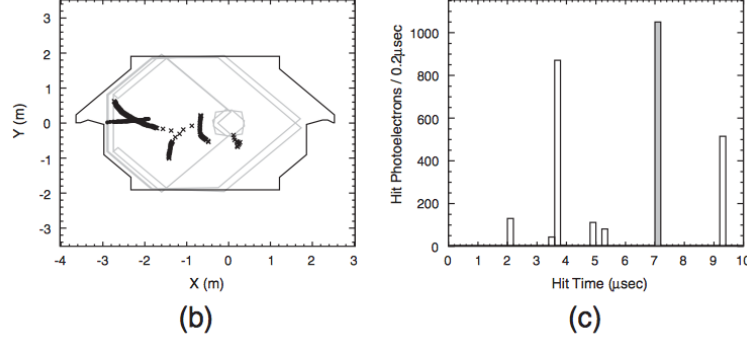 3
2
1
0
-1
-2
-3
Y (m)
-4 -3 -2 -1 0 1 2 3
X (m)
(b)
1000
800
600
400
200
0
Hit Photoelectrons / 0.2μsec
0 1 2 3 4 5 6 7 8 9 10
Hit Time (μsec)
(c)